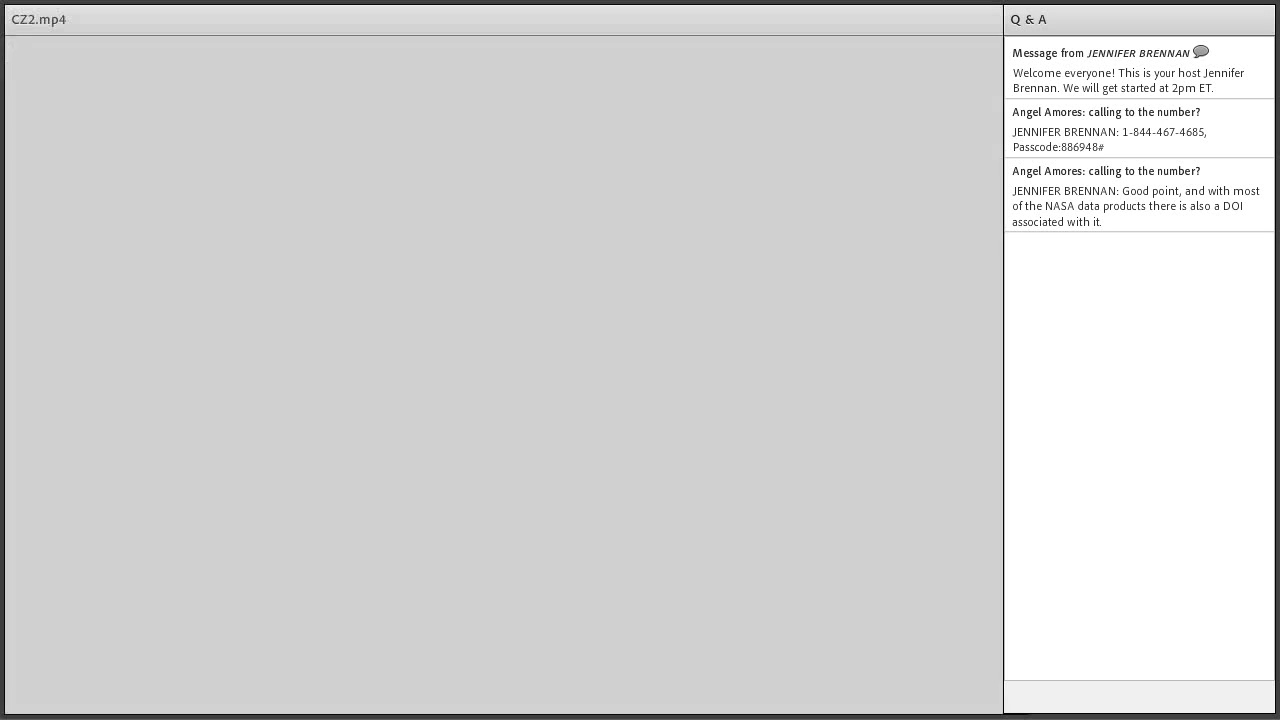 CZ2.mp4
Q & A
Message from JENNIFER BRENNAN
Welcome everyone! This is your host Jennifer
Brennan. We will get started at 2pm ET.
Angel Amores: calling to the number?
JENNIFER BRENNAN: 1-844-467-4685,
Passcode:886948#
Angel Amores: calling to the number?
JENNIFER BRENNAN: Good point, and with most
of the NASA data products there is also a DOI
associated with it.